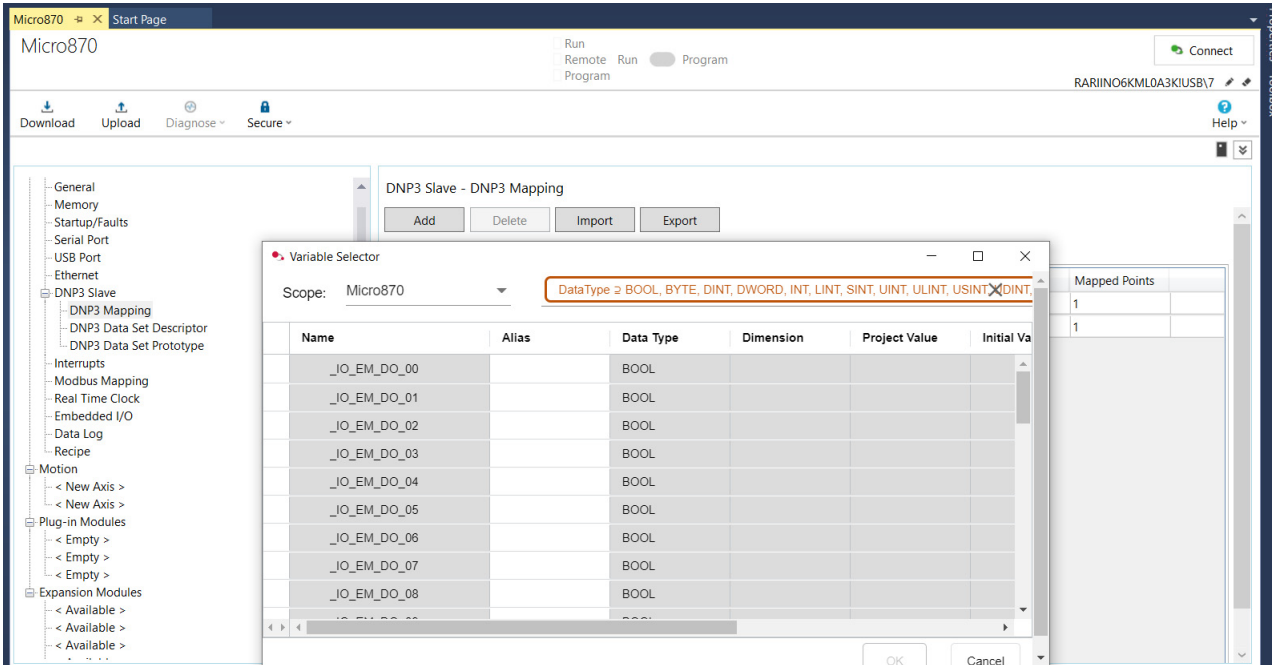 Micro870
Start Page
Micro870
Run
Remote Run Program
Program
Connect
RARIINO6KML0A3K!USB\7
Download
Upload
Diagnose
Secure
Help
Properties
Toolbox
General
Memory
Startup/Faults
Serial Port
USB Port
Ethernet
DNP3 Slave
DNP3 Mapping
DNP3 Data Set Descriptor
DNP3 Data Set Prototype
Interrupts
Modbus Mapping
Real Time Clock
Embedded I/O
Data Log
Recipe
Motion
< New Axis >
< New Axis >
Plug-in Modules
< Empty >
< Empty >
< Empty >
Expansion Modules
< Available >
< Available >
< Available >
DNP3 Slave - DNP3 Mapping
Add Delete Import Export
Mapped Points
1
1
Variable Selector
Scope: Micro870
DataType ⊇ BOOL, BYTE, DINT, DWORD, INT, LINT, SINT, UINT, ULINT, USINT, UDINT,
Name Alias Data Type Dimension Project Value Initial Va
_IO_EM_DO_00 BOOL
_IO_EM_DO_01 BOOL
_IO_EM_DO_02 BOOL
_IO_EM_DO_03 BOOL
_IO_EM_DO_04 BOOL
_IO_EM_DO_05 BOOL
_IO_EM_DO_06 BOOL
_IO_EM_DO_07 BOOL
_IO_EM_DO_08 BOOL
OK Cancel